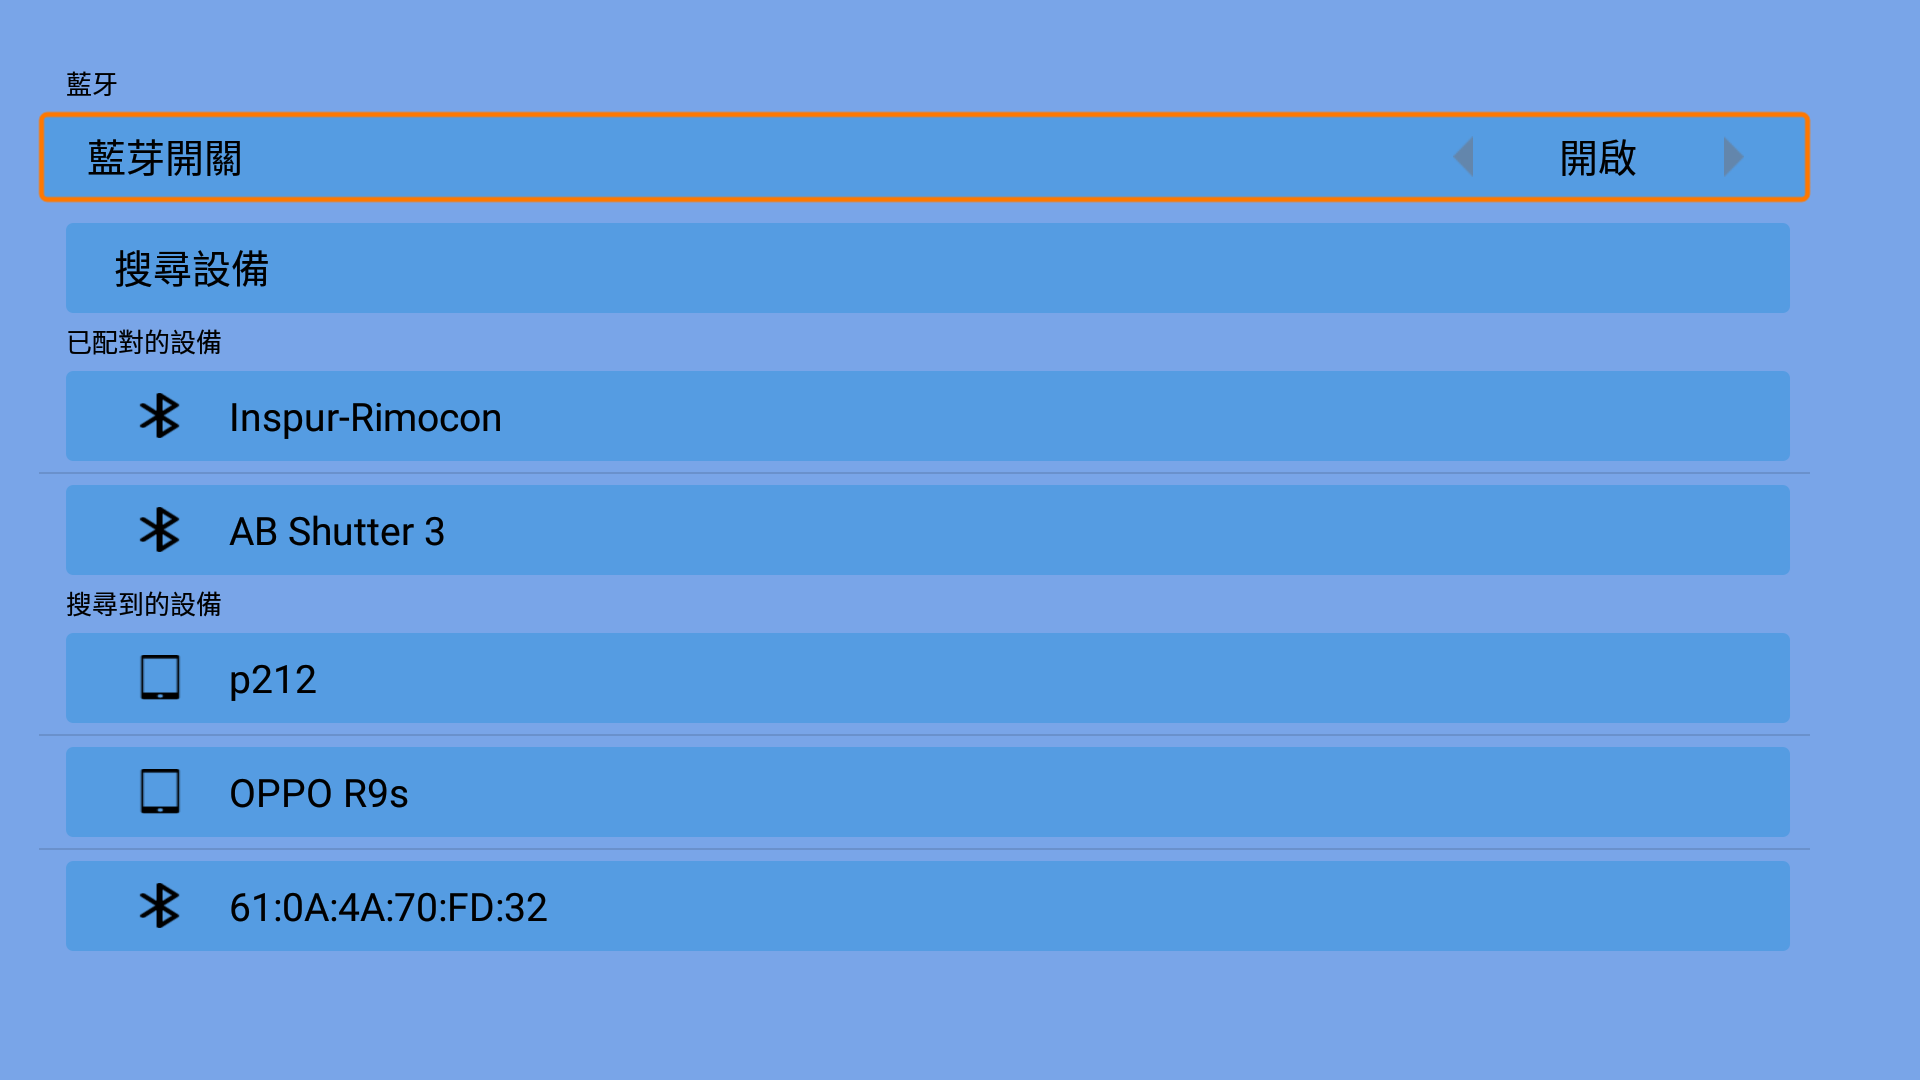 藍牙
藍芽開關 開啟
搜尋設備
已配對的設備
Inspur-Rimocon
AB Shutter 3
搜尋到的設備
p212
OPPO R9s
61:0A:4A:70:FD:32